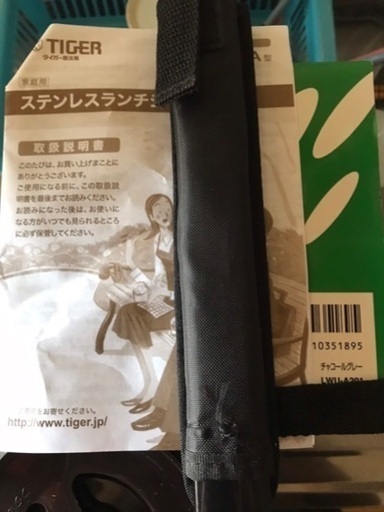 TIGER
タイガー魔法瓶
A型
家庭用
ステンレスランチ
取扱説明書
このたびは、お買い上げまことに
ありがとうございます。
ご使用になる前に、この取扱説
明書を最後までお読みください。
お読みになった後は、お使いに
なる方がいつでも見られるところ
に必ず保管してください。
10351895
チャコールグレー
LWU-A201
をお寄せください。
http://www.tiger.jp/